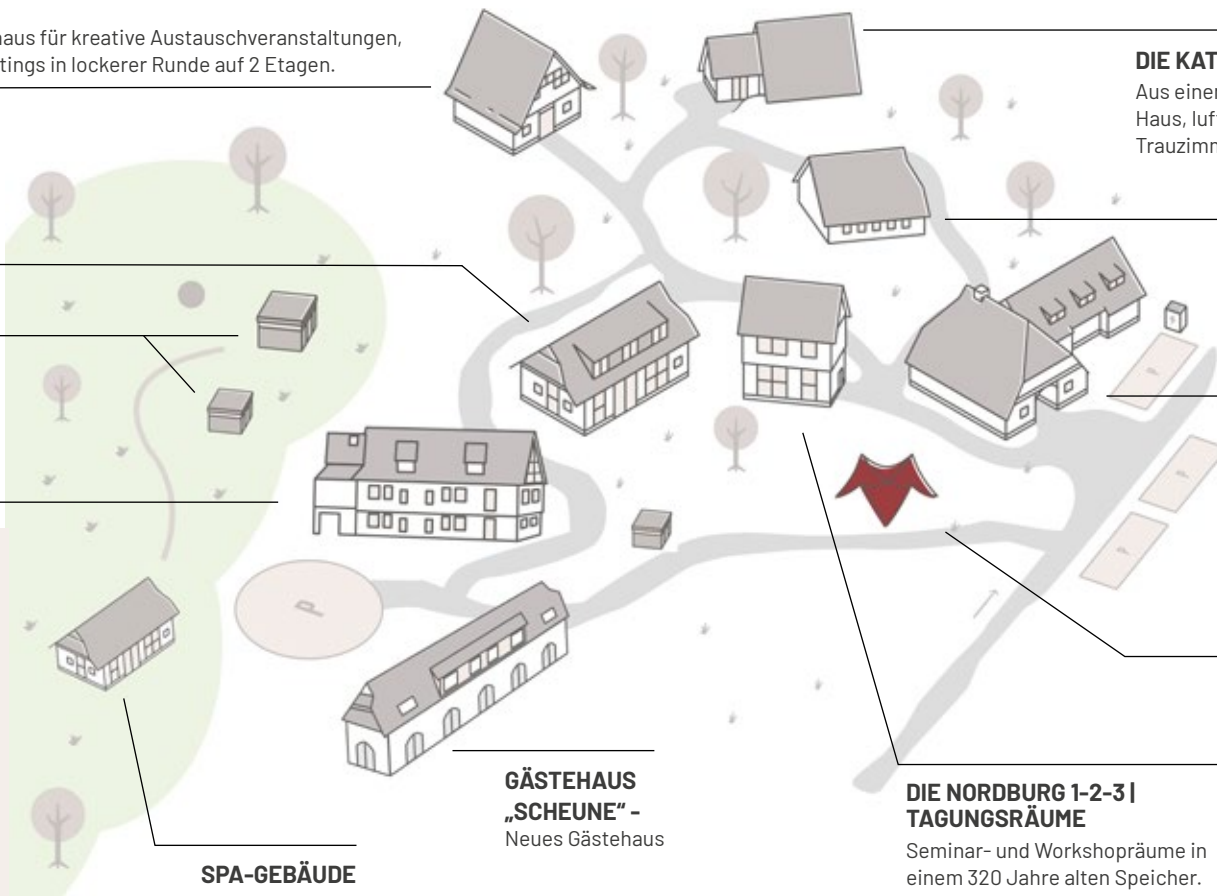 haus für kreative Austauschveranstaltungen,
tings in lockerer Runde auf 2 Etagen.
DIE KAT
Aus einer
Haus, luf
Trauzimm
P
P
P
P
GÄSTEHAUS
„SCHEUNE“ -
Neues Gästehaus
DIE NORDBURG 1-2-3 |
TAGUNGSRÄUME
Seminar- und Workshopräume in
einem 320 Jahre alten Speicher.
SPA-GEBÄUDE